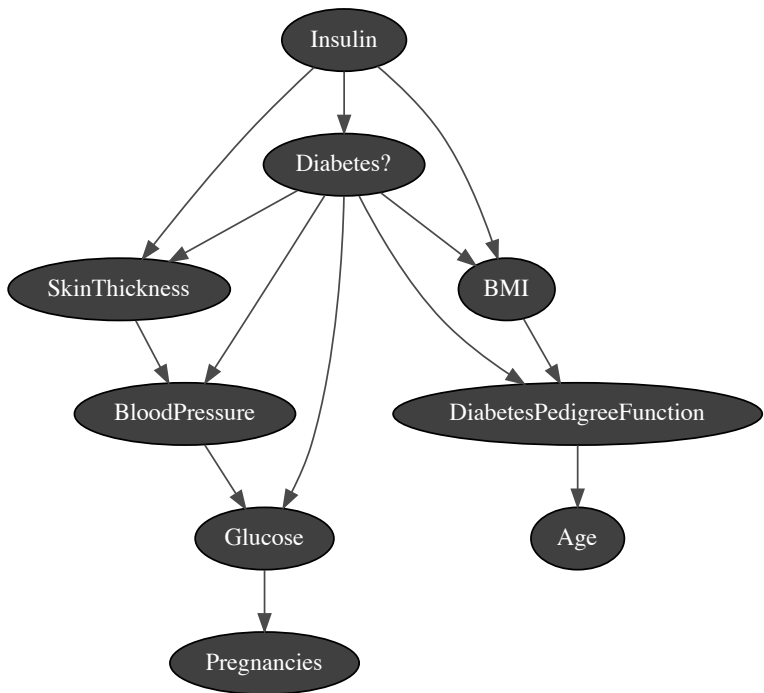 Insulin
Diabetes?
SkinThickness
BMI
BloodPressure
DiabetesPedigreeFunction
Glucose
Age
Pregnancies